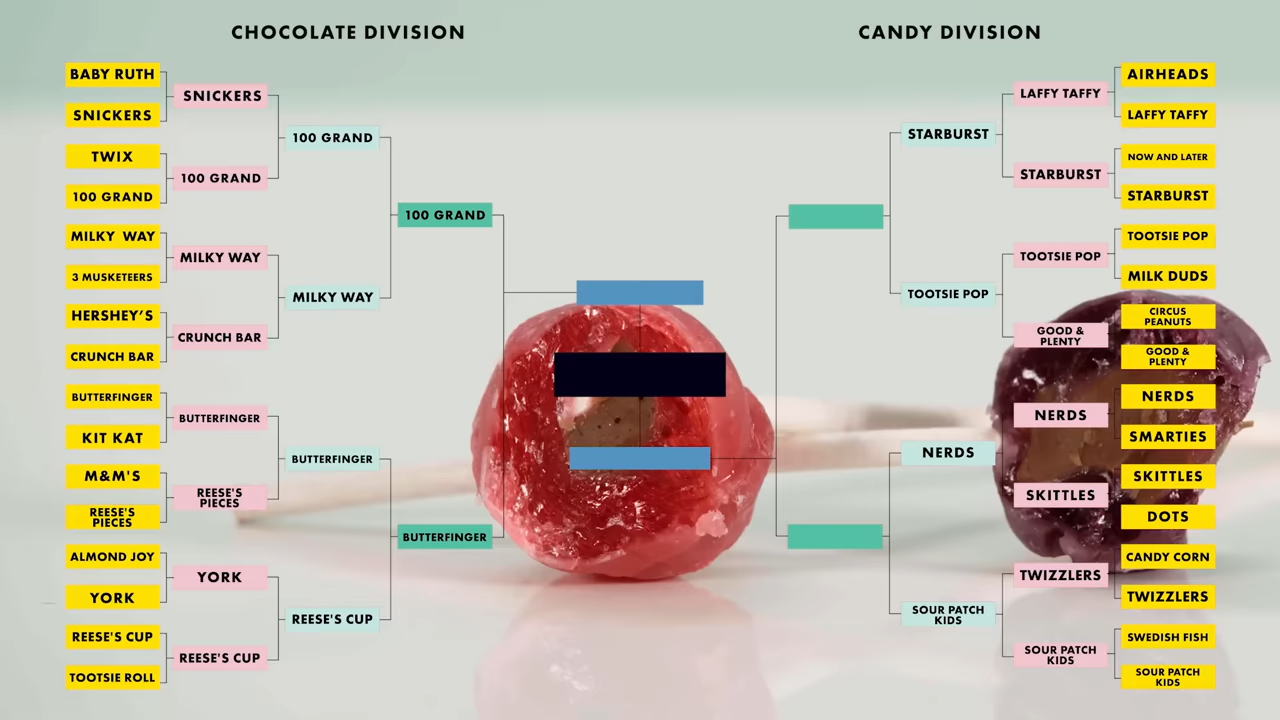 CHOCOLATE DIVISION
BABY RUTH
SNICKERS
TWIX
100 GRAND
MILKY WAY
3 MUSKETEERS
HERSHEY'S
CRUNCH BAR
BUTTERFINGER
KIT KAT
M&M'S
REESE'S
PIECES
ALMOND JOY
YORK
REESE'S CUP
TOOTSIE ROLL
SNICKERS
100 GRAND
MILKY WAY
CRUNCH BAR
BUTTERFINGER
REESE'S
PIECES
YORK
REESE'S CUP
100 GRAND
MILKY WAY
BUTTERFINGER
REESE'S CUP
100 GRAND
BUTTERFINGER
CANDY DIVISION
STARBURST
TOOTSIE POP
NERDS
SOUR PATCH
KIDS
LAFFY TAFFY
STARBURST
TOOTSIE POP
GOOD &
PLENTY
NERDS
SKITTLES
TWIZZLERS
SOUR PATCH
KIDS
AIRHEADS
LAFFY TAFFY
NOW AND LATER
STARBURST
TOOTSIE POP
MILK DUDS
CIRCUS
PEANUTS
GOOD &
PLENTY
NERDS
SMARTIES
SKITTLES
DOTS
CANDY CORN
TWIZZLERS
SWEDISH FISH
SOUR PATCH
KIDS